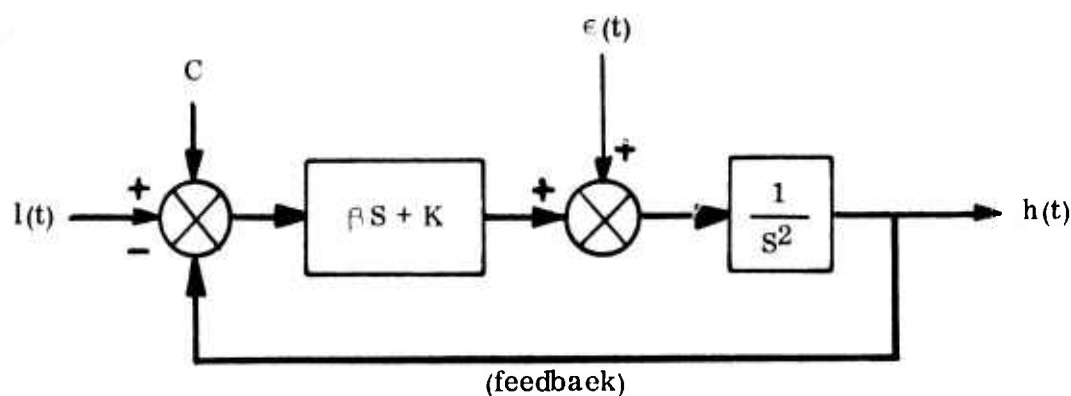 ϵ(t)
C
+
+
l(t)
+
−
βS + K
1
S²
h(t)
(feedback)